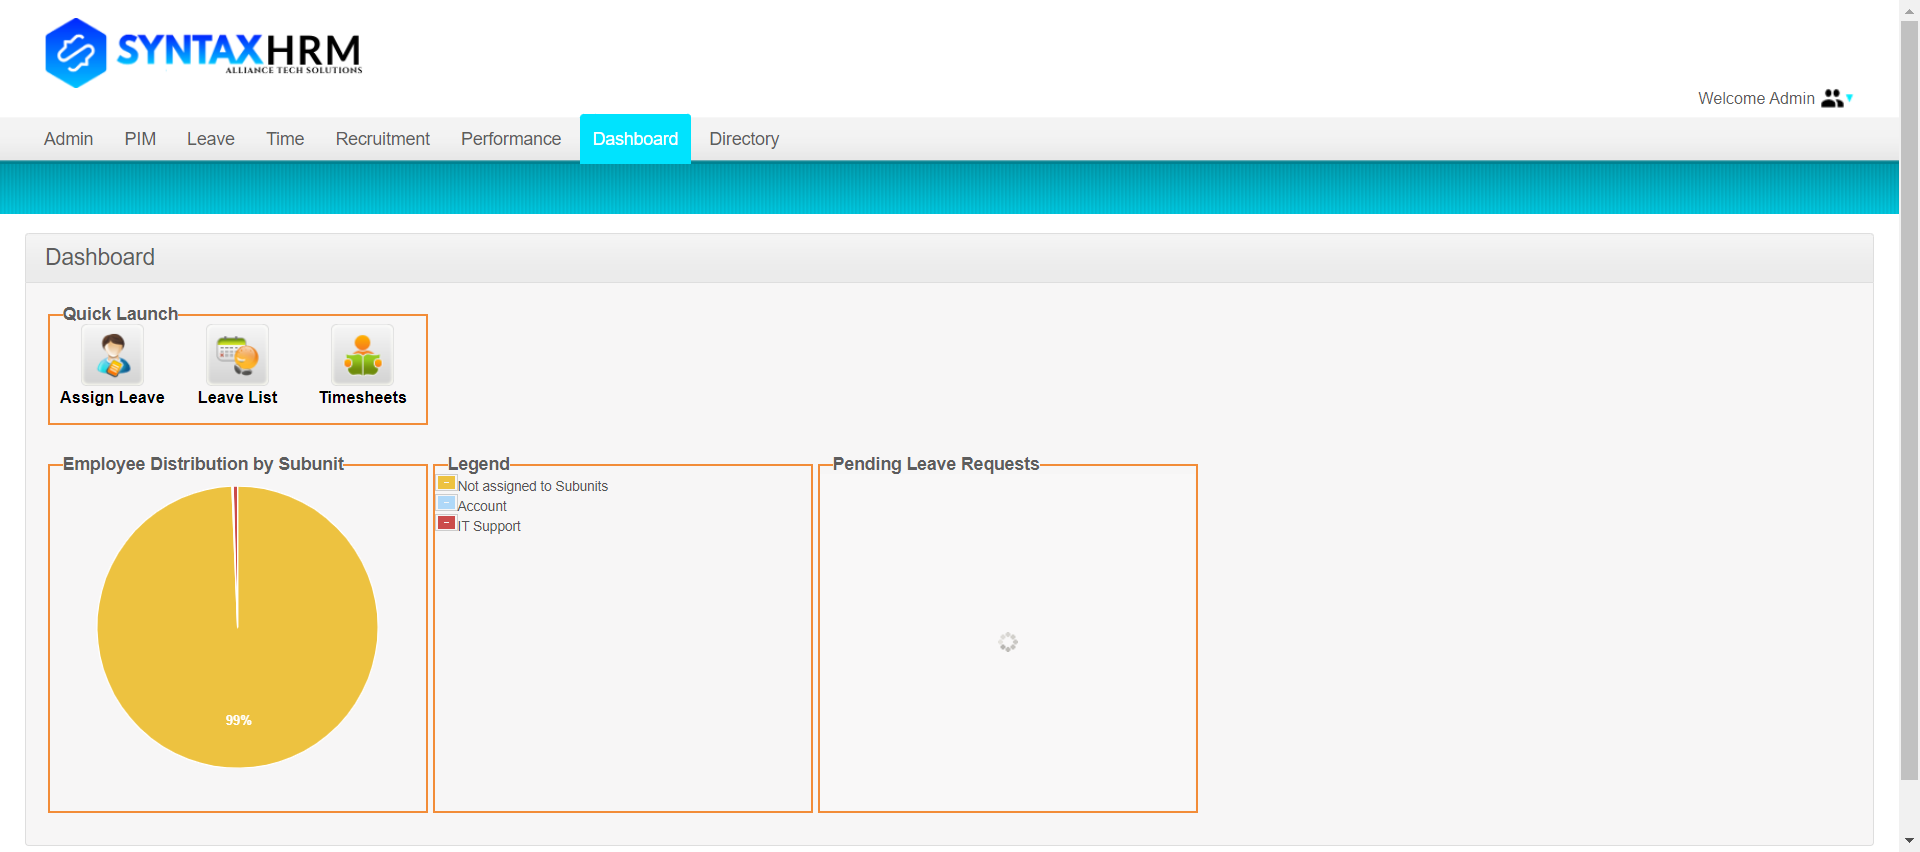 SYNTAXHRM
ALLIANCE TECH SOLUTIONS
Welcome Admin
Admin PIM Leave Time Recruitment Performance Dashboard Directory
Dashboard
Quick Launch
Assign Leave Leave List Timesheets
Employee Distribution by Subunit
99%
Legend
Not assigned to Subunits
Account
IT Support
Pending Leave Requests